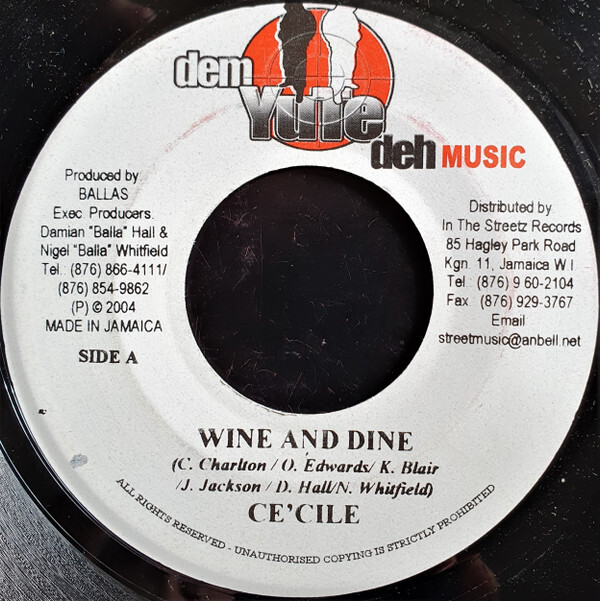 dem
Yute
deh MUSIC
Produced by:
BALLAS
Exec. Producers.
Damian "Balla" Hall &
Nigel "Balla" Whitfield
Tel: (876) 866-4111/
(876) 854-9862
(P) © 2004
MADE IN JAMAICA
SIDE A
Distributed by
In The Streetz Records
85 Hagley Park Road
Kgn. 11, Jamaica W I
Tel : (876) 9 60-2104
Fax : (876) 929-3767
Email
streetmusic@anbell.net
WINE AND DINE
(C. Charlton / O. Edwards/ K. Blair
/J. Jackson / D. Hall/N. Whitfield)
CE'CILE
ALL RIGHTS RESERVED - UNAUTHORISED COPYING IS STRICTLY PROHIBITED